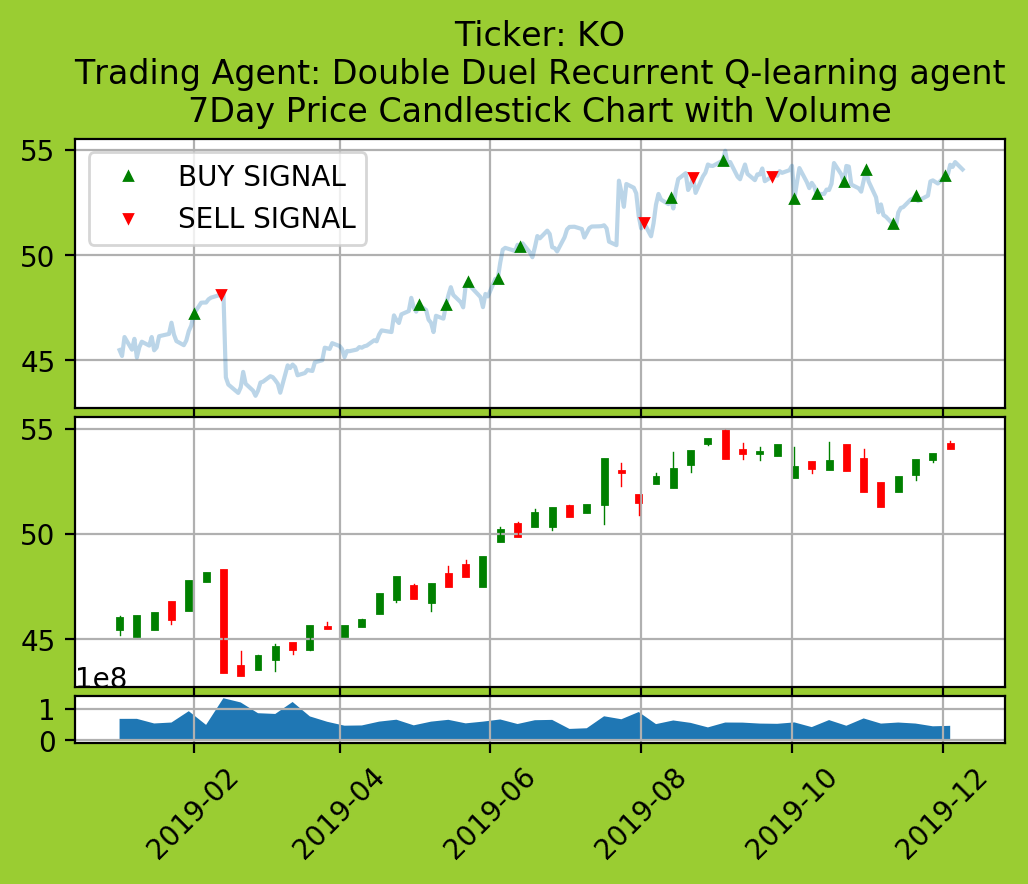 Ticker: KO
Trading Agent: Double Duel Recurrent Q-learning agent
7Day Price Candlestick Chart with Volume
55
50
45
BUY SIGNAL
SELL SIGNAL
55
50
45
1e8
1
0
2019-02
2019-04
2019-06
2019-08
2019-10
2019-12